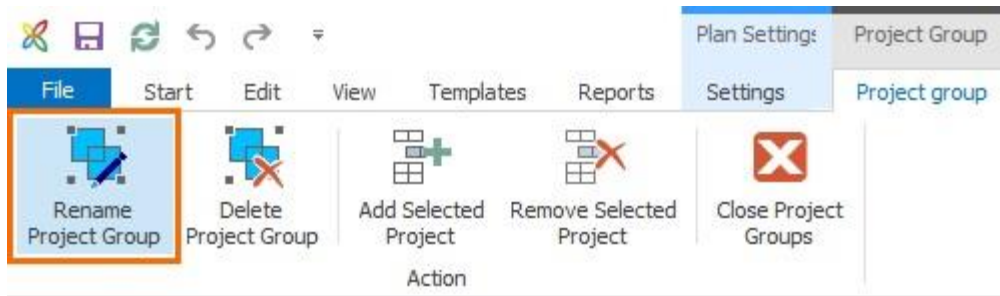 Plan Settings Project Group
File Start Edit View Templates Reports Settings Project group
Rename Delete Add Selected Remove Selected Close Project
Project Group Project Group Project Project Groups
Action